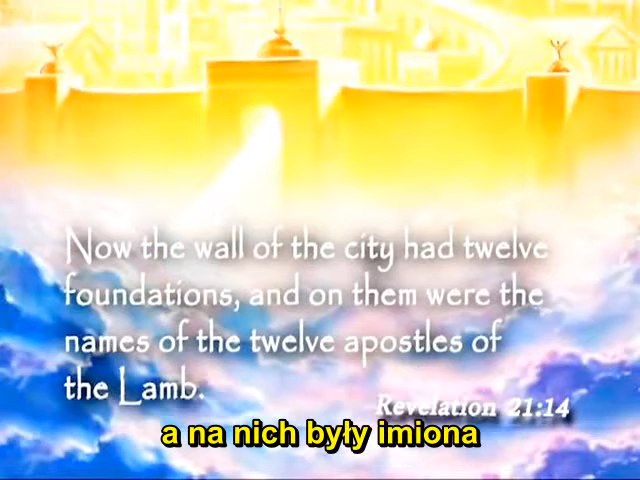 Now the wall of the city had twelve
foundations, and on them were the
names of the twelve apostles of
the Lamb.
Revelation 21:14
a na nich były imiona